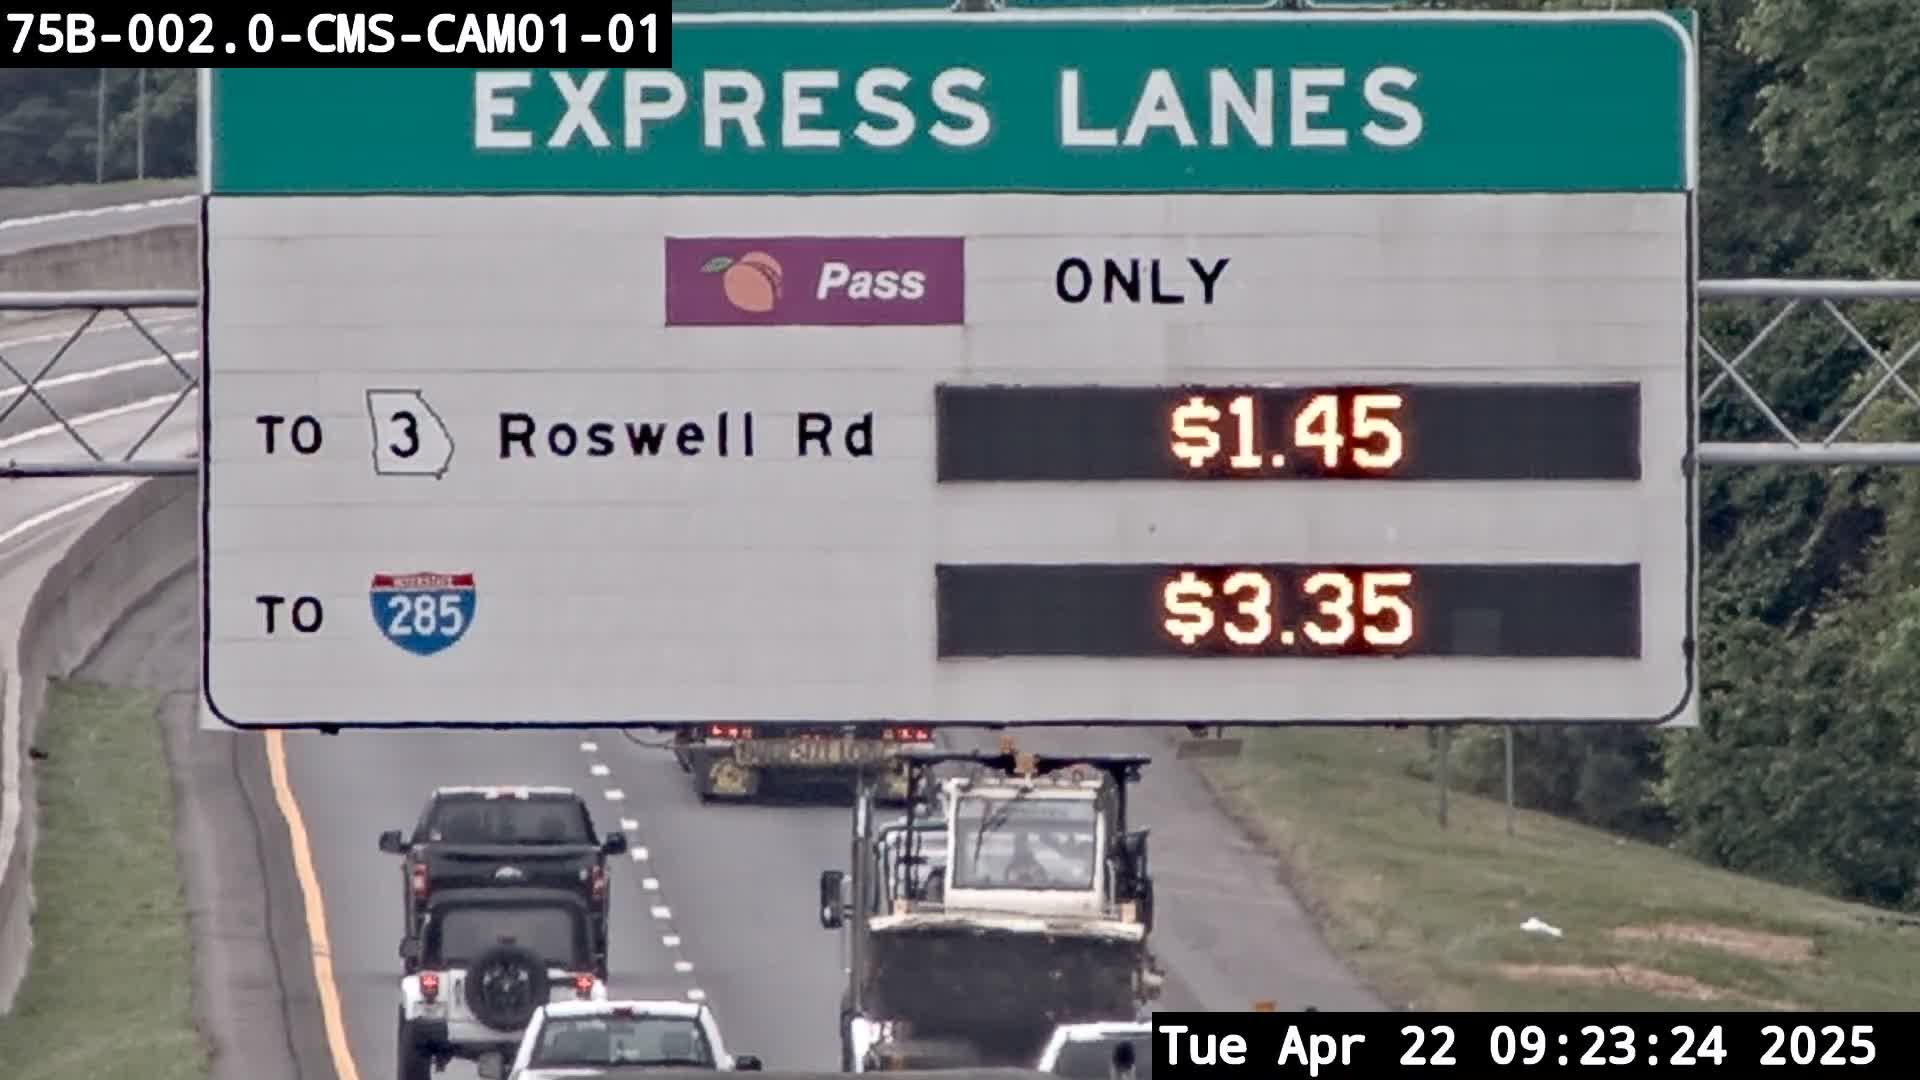 75B-002.0-CMS-CAM01-01
EXPRESS LANES
Pass ONLY
TO 3 Roswell Rd $1.45
INTERSTATE
TO 285 $3.35
Tue Apr 22 09:23:24 2025